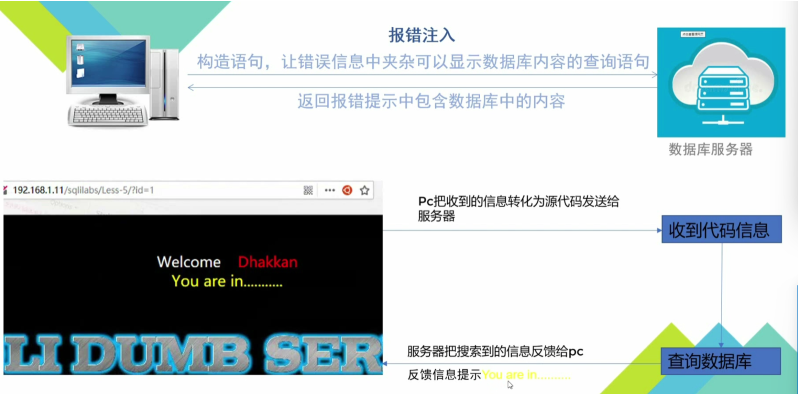 报错注入
构造语句，让错误信息中夹杂可以显示数据库内容的查询语句
返回报错提示中包含数据库中的内容
数据库服务器
192.168.1.11/sqlilabs/Less-5/?id=1
Welcome Dhakkan
You are in...........
LI DUMB SER
Pc把收到的信息转化为源代码发送给
服务器
收到代码信息
查询数据库
服务器把搜索到的信息反馈给pc
反馈信息提示You are in...........